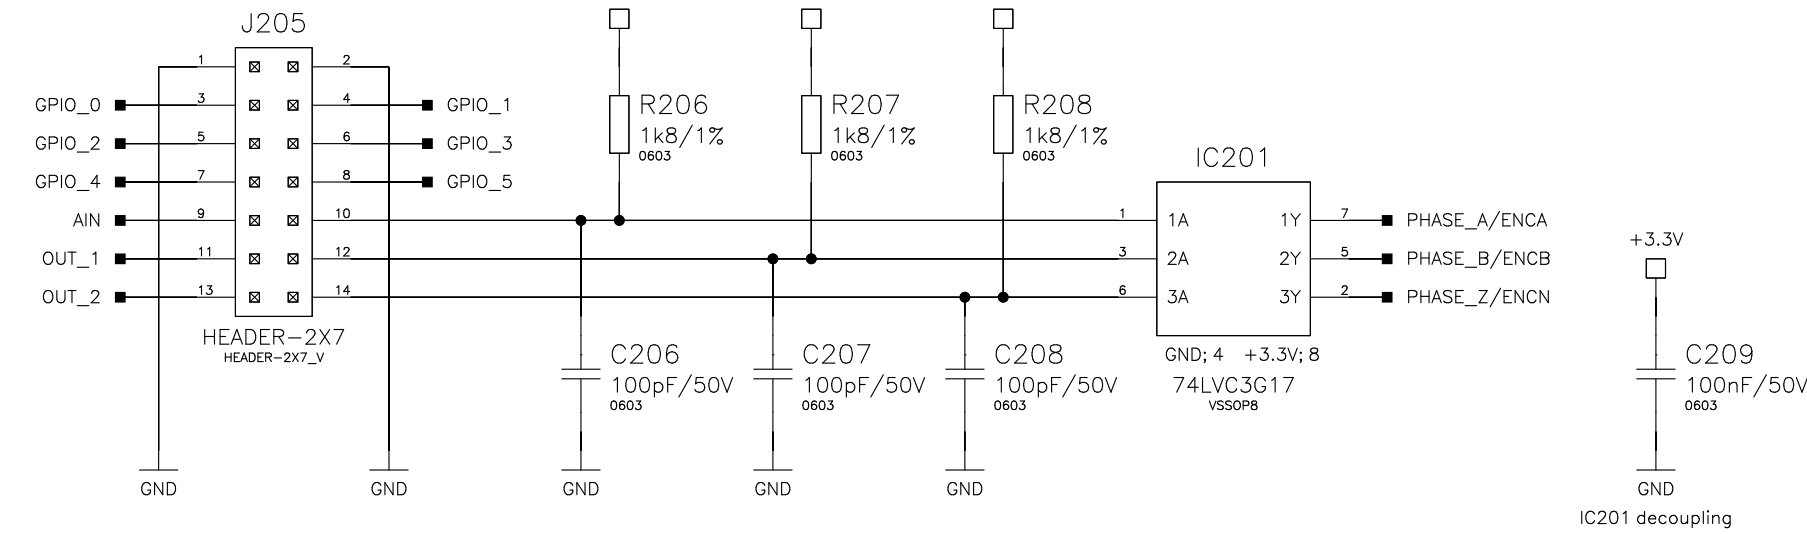 J205
1 2
GPIO_0 3 4 GPIO_1
GPIO_2 5 6 GPIO_3
GPIO_4 7 8 GPIO_5
AIN 9 10
OUT_1 11 12
OUT_2 13 14
HEADER-2X7
HEADER-2X7_V
GND
GND
R206
1k8/1%
0603
R207
1k8/1%
0603
R208
1k8/1%
0603
C206
100pF/50V
0603
GND
C207
100pF/50V
0603
GND
C208
100pF/50V
0603
GND
IC201
1 1A 1Y 7 PHASE_A/ENCA
3 2A 2Y 5 PHASE_B/ENCB
6 3A 3Y 2 PHASE_Z/ENCN
GND; 4 +3.3V; 8
74LVC3G17
VSSOP8
+3.3V
C209
100nF/50V
0603
GND
IC201 decoupling